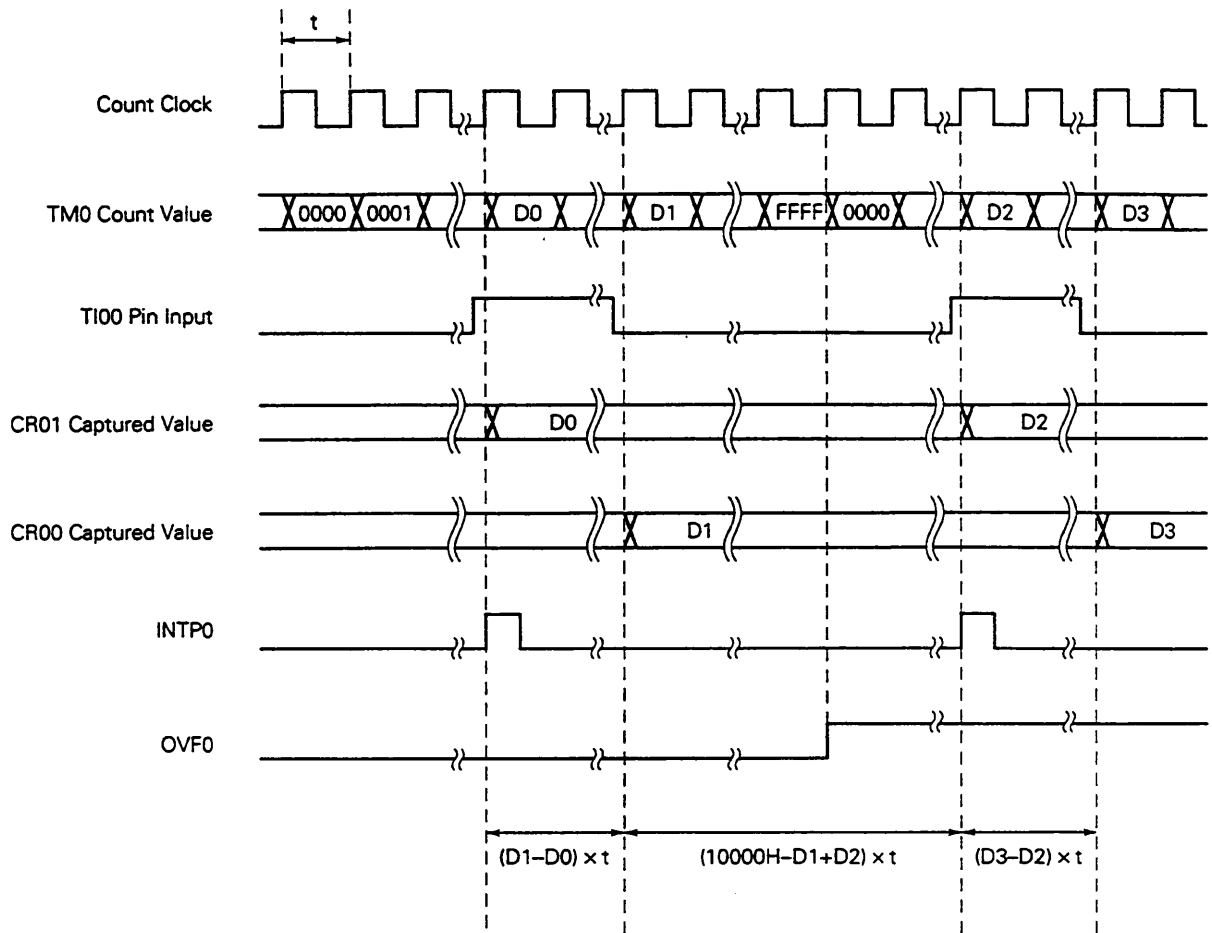 t
Count Clock
TM0 Count Value
0000 0001 D0 D1 FFFF 0000 D2 D3
TI00 Pin Input
CR01 Captured Value
D0 D2
CR00 Captured Value
D1 D3
INTP0
OVF0
(D1–D0) × t (10000H–D1+D2) × t (D3–D2) × t